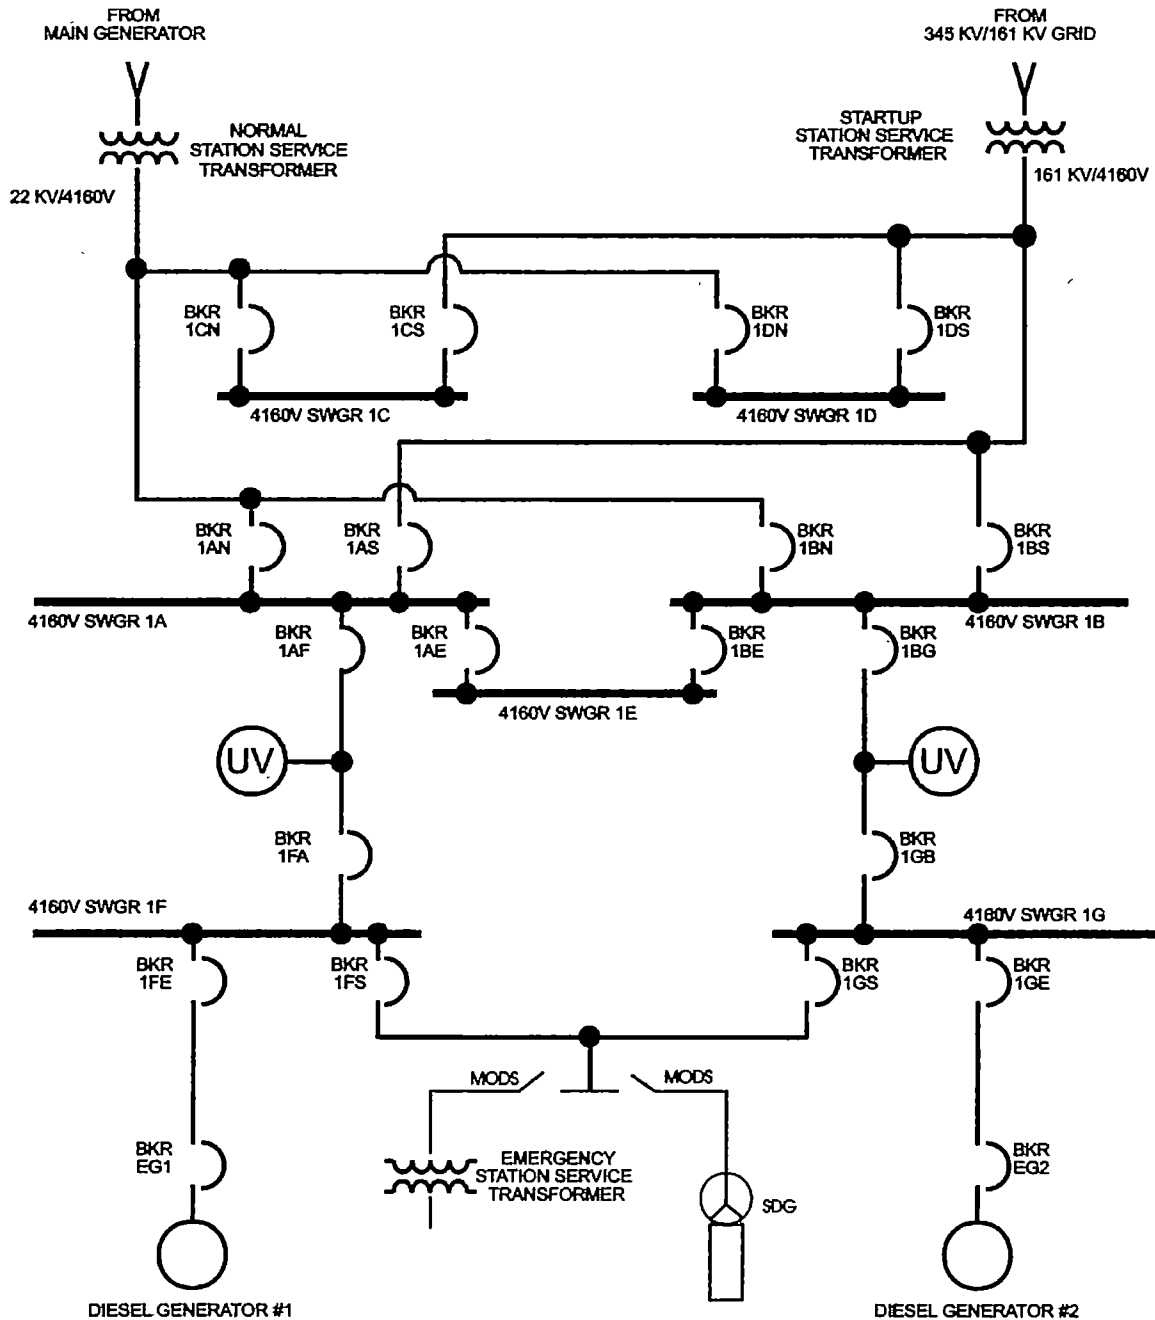 FROM
MAIN GENERATOR
FROM
345 KV/161 KV GRID
NORMAL
STATION SERVICE
TRANSFORMER
STARTUP
STATION SERVICE
TRANSFORMER
22 KV/4160V
161 KV/4160V
BKR
1CN
BKR
1CS
BKR
1DN
BKR
1DS
4160V SWGR 1C
4160V SWGR 1D
BKR
1AN
BKR
1AS
BKR
1BN
BKR
1BS
4160V SWGR 1A
4160V SWGR 1B
BKR
1AF
BKR
1AE
BKR
1BE
BKR
1BG
4160V SWGR 1E
UV
UV
BKR
1FA
BKR
1GB
4160V SWGR 1F
4160V SWGR 1G
BKR
1FE
BKR
1FS
BKR
1GS
BKR
1GE
MODS
MODS
BKR
EG1
EMERGENCY
STATION SERVICE
TRANSFORMER
SDG
BKR
EG2
DIESEL GENERATOR #1
DIESEL GENERATOR #2